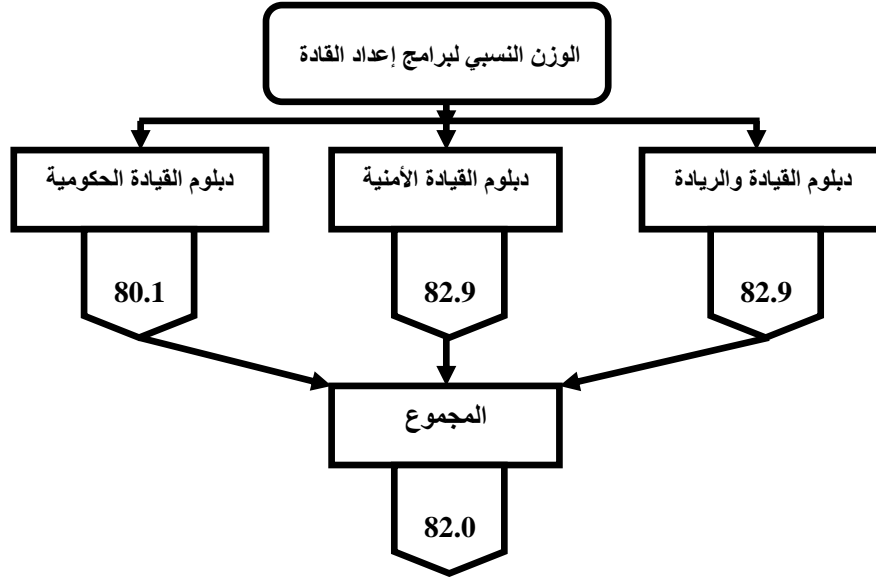 الوزن النسبي لبرامج إعداد القادة
دبلوم القيادة والريادة
دبلوم القيادة الأمنية
دبلوم القيادة الحكومية
82.9
82.9
80.1
المجموع
82.0